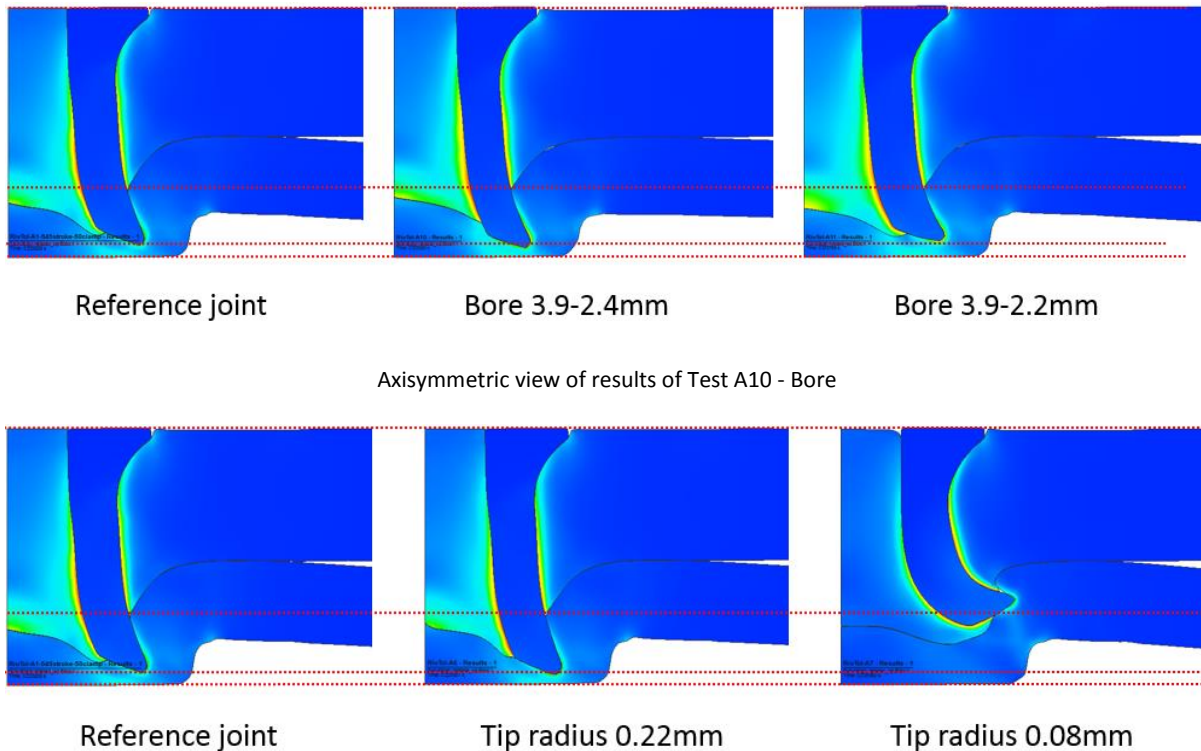 Reference joint
Bore 3.9-2.4mm
Bore 3.9-2.2mm
Axisymmetric view of results of Test A10 - Bore
Reference joint
Tip radius 0.22mm
Tip radius 0.08mm